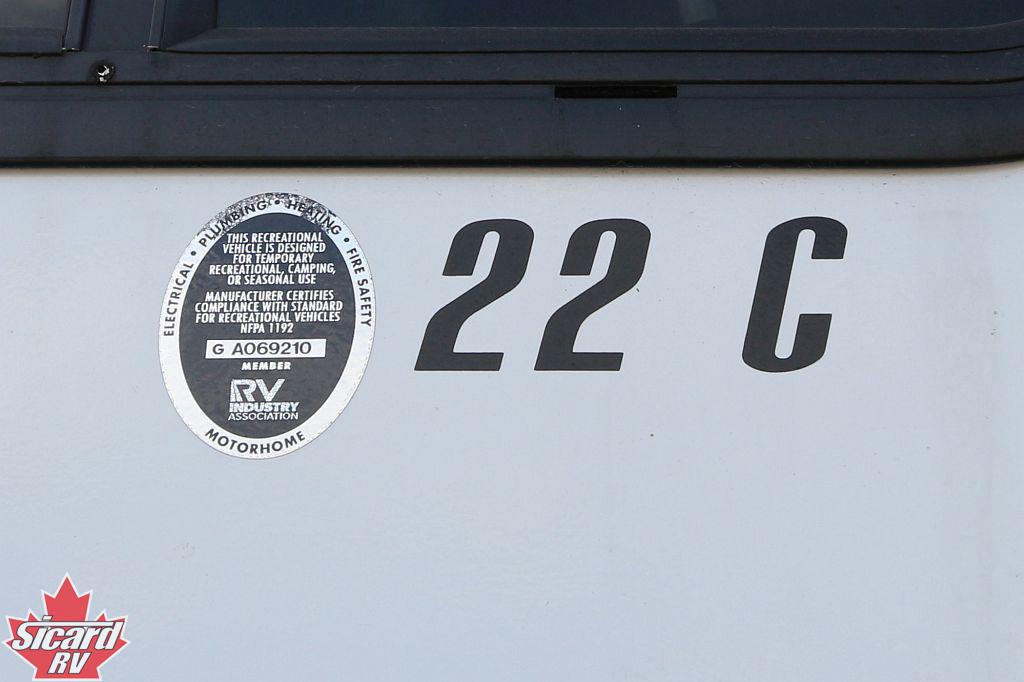 ELECTRICAL • PLUMBING • HEATING • FIRE SAFETY
THIS RECREATIONAL
VEHICLE IS DESIGNED
FOR TEMPORARY
RECREATIONAL, CAMPING,
OR SEASONAL USE
MANUFACTURER CERTIFIES
COMPLIANCE WITH STANDARD
FOR RECREATIONAL VEHICLES
NFPA 1192
G A069210
MEMBER
RV
INDUSTRY
ASSOCIATION
MOTORHOME
22 C
Sicard
RV